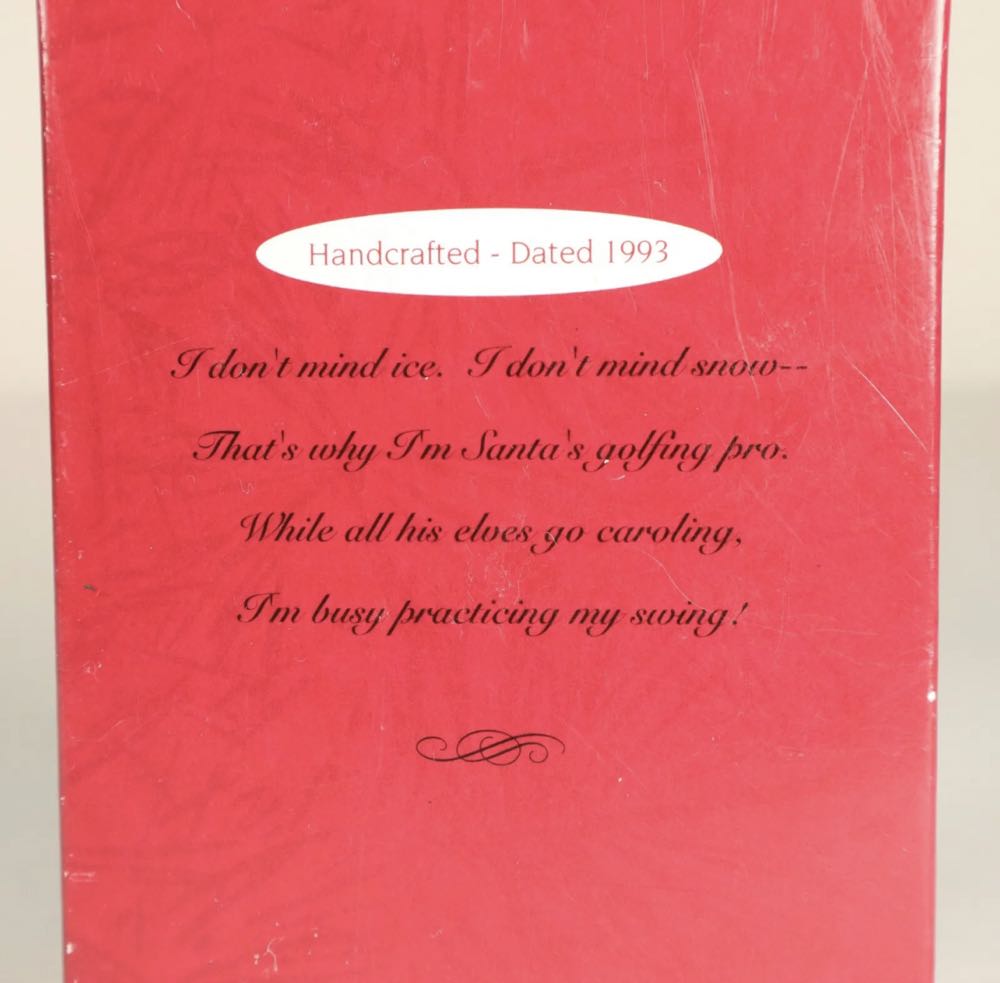 Handcrafted - Dated 1993
I don't mind ice. I don't mind snow--
That's why I'm Santa's golfing pro.
While all his elves go caroling,
I'm busy practicing my swing!